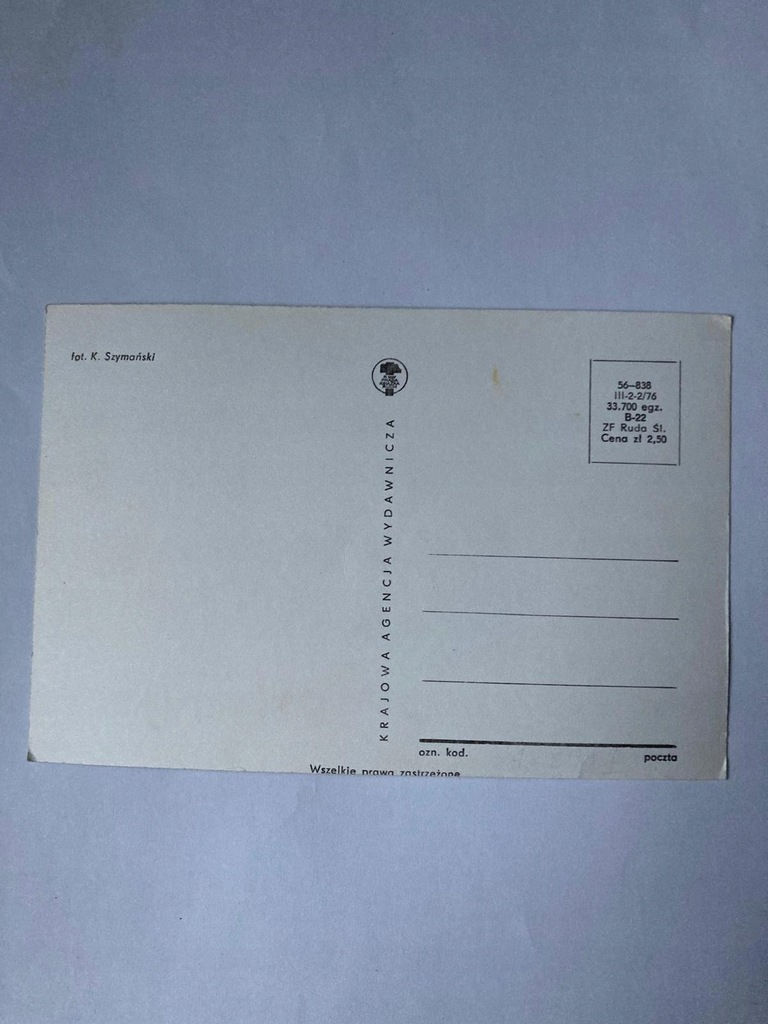 fot. K. Szymański
KRAJOWA AGENCJA WYDAWNICZA
56-838
III-2-2/76
33.700 egz.
B-22
ZF Ruda Śl.
Cena zł 2,50
ozn. kod.
poczta
Wszelkie prawa zastrzeżone